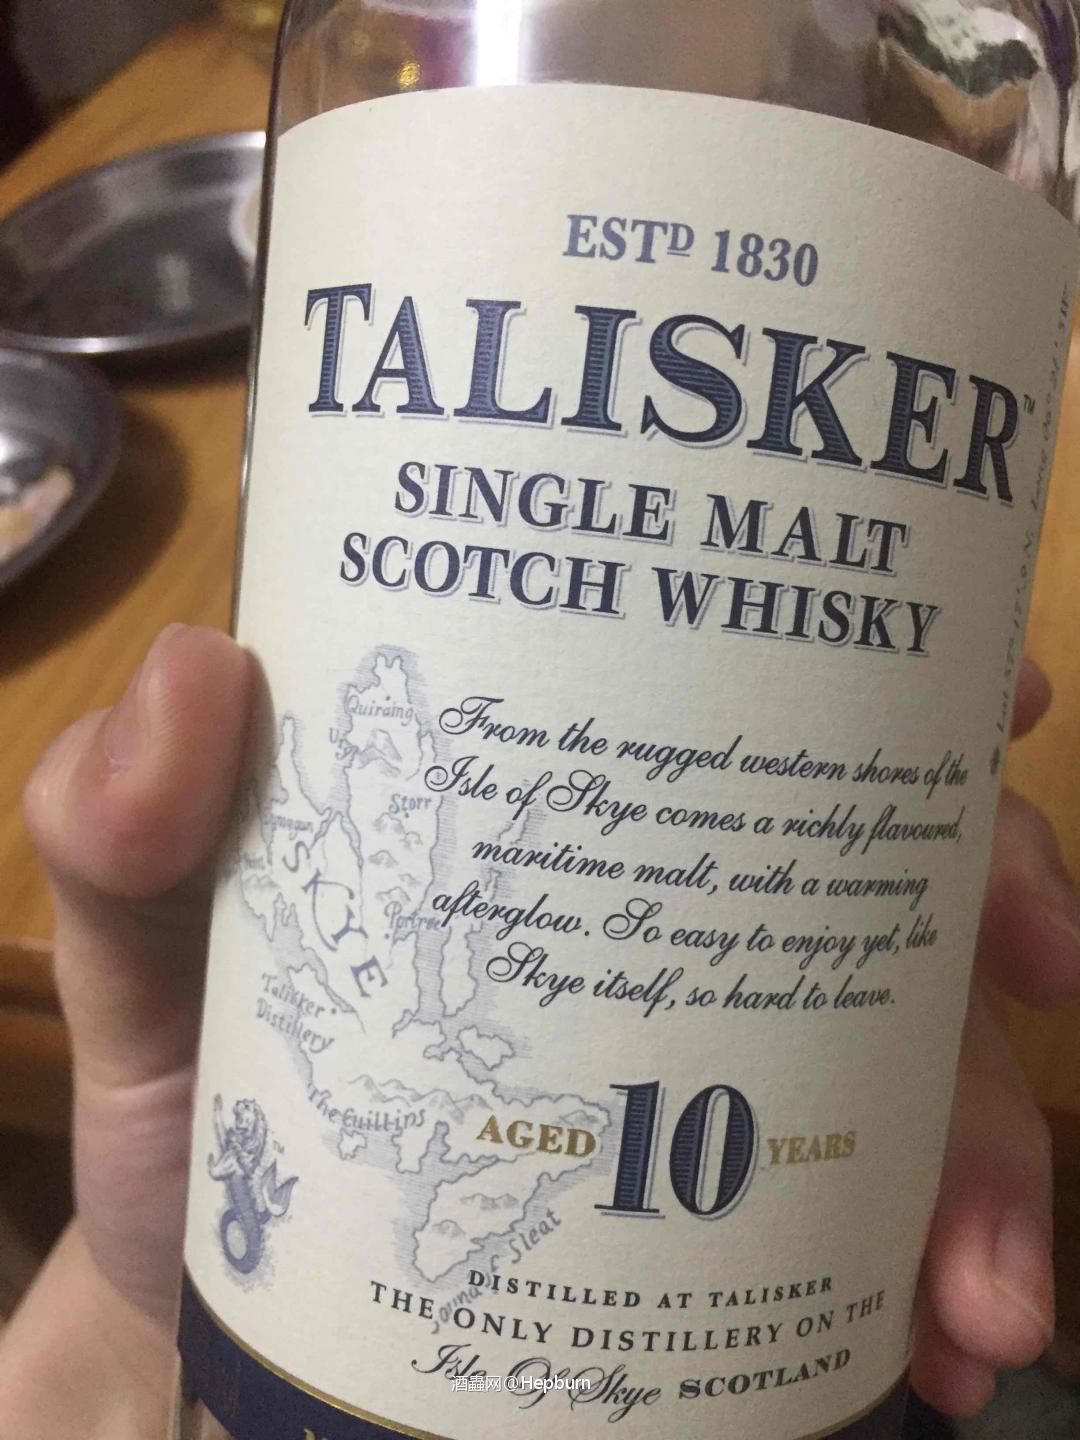 ESTD 1830
TALISKER™
SINGLE MALT
SCOTCH WHISKY
From the rugged western shores of the
Isle of Skye comes a richly flavoured,
maritime malt, with a warming
afterglow. So easy to enjoy yet, like
Skye itself, so hard to leave.
Quiraing
Storr
SKYE
Portree
Talisker
Distillery
The Cuillins
Sleat
TM
AGED 10 YEARS
DISTILLED AT TALISKER
THE ONLY DISTILLERY ON THE
Isle Of Skye SCOTLAND
酒蟲网@Hepburn